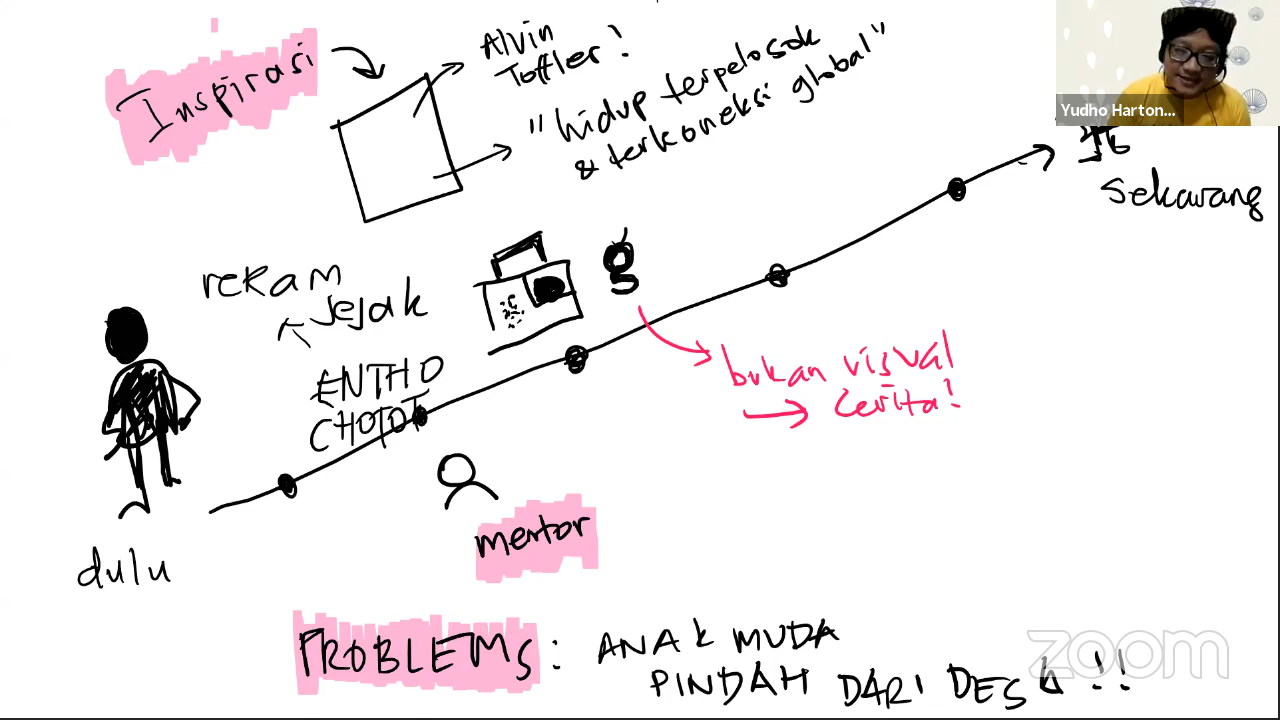 Inspirasi
Alvin
Toffler!
"hidup terpelosok
& terkoneksi global"
Yudho Harton...
sekarang
rekam
jejak
g
ENTHO
CHOTOT
bukan visual
→ cerita!
mentor
dulu
PROBLEMS: ANAK MUDA
PINDAH DARI DESA!!
zoom